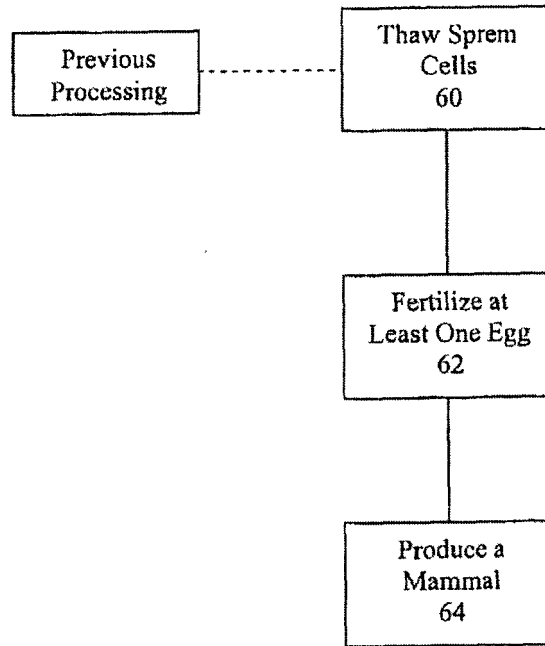 Previous
Processing
Thaw Sprem
Cells
60
Fertilize at
Least One Egg
62
Produce a
Mammal
64